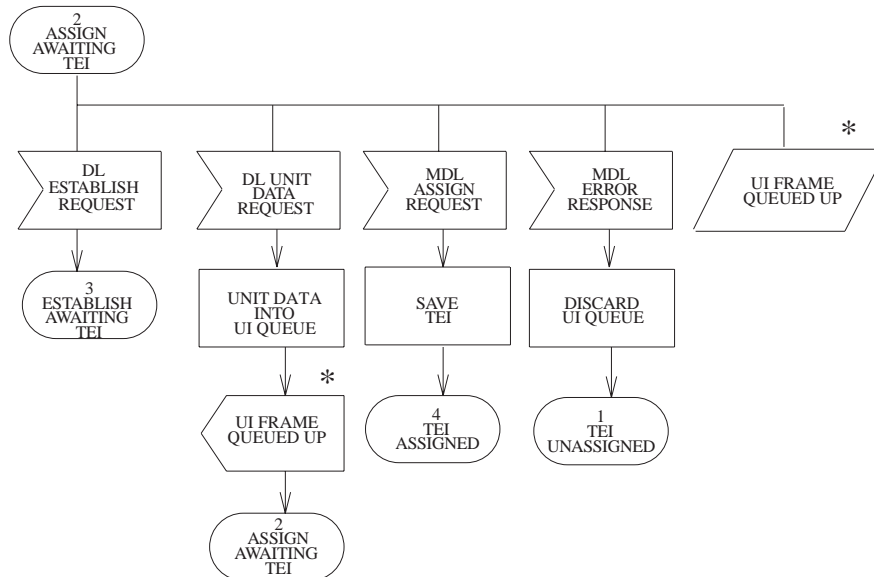 2
ASSIGN
AWAITING
TEI
DL
ESTABLISH
REQUEST
3
ESTABLISH
AWAITING
TEI
DL UNIT
DATA
REQUEST
UNIT DATA
INTO
UI QUEUE
*
UI FRAME
QUEUED UP
2
ASSIGN
AWAITING
TEI
MDL
ASSIGN
REQUEST
SAVE
TEI
4
TEI
ASSIGNED
MDL
ERROR
RESPONSE
DISCARD
UI QUEUE
1
TEI
UNASSIGNED
*
UI FRAME
QUEUED UP